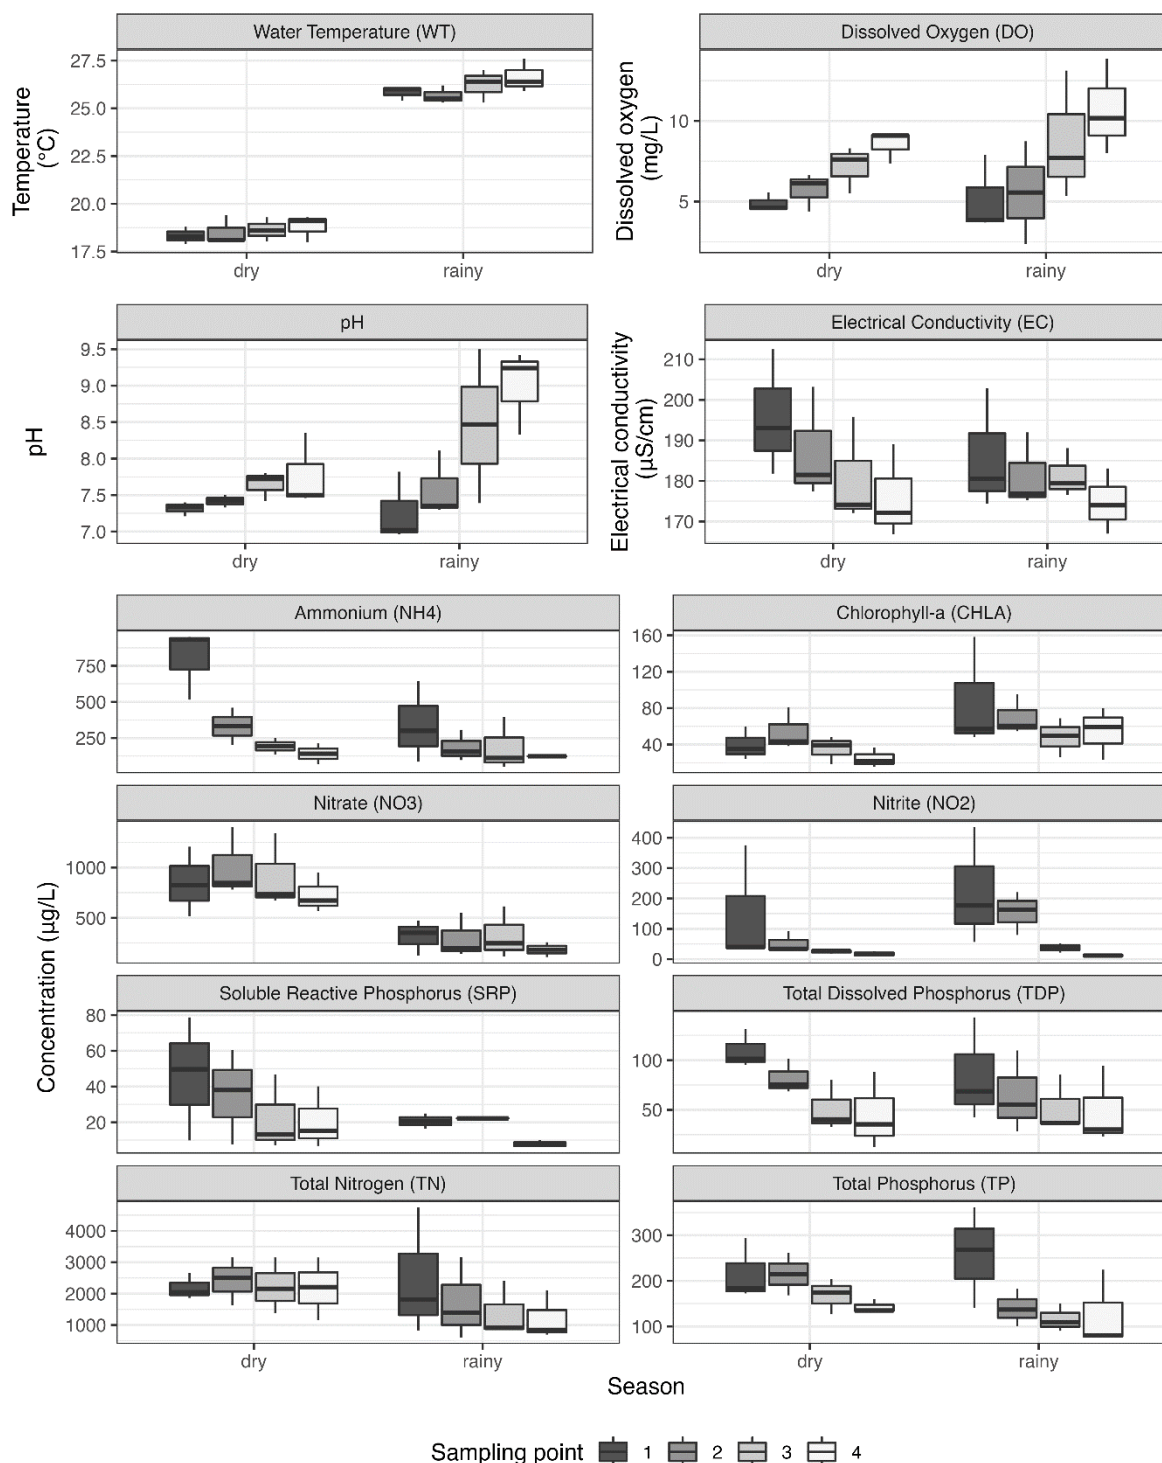 Water Temperature (WT)
Temperature
(°C)
27.5
25.0
22.5
20.0
17.5
dry
rainy
Dissolved Oxygen (DO)
Dissolved oxygen
(mg/L)
10
5
dry
rainy
pH
pH
9.5
9.0
8.5
8.0
7.5
7.0
dry
rainy
Electrical Conductivity (EC)
Electrical conductivity
(µS/cm)
210
200
190
180
170
dry
rainy
Concentration (µg/L)
Ammonium (NH4)
750
500
250
Chlorophyll-a (CHLA)
160
120
80
40
Nitrate (NO3)
1000
500
Nitrite (NO2)
400
300
200
100
0
Soluble Reactive Phosphorus (SRP)
80
60
40
20
Total Dissolved Phosphorus (TDP)
100
50
Total Nitrogen (TN)
4000
3000
2000
1000
dry
rainy
Total Phosphorus (TP)
300
200
100
dry
rainy
Season
Sampling point 1 2 3 4